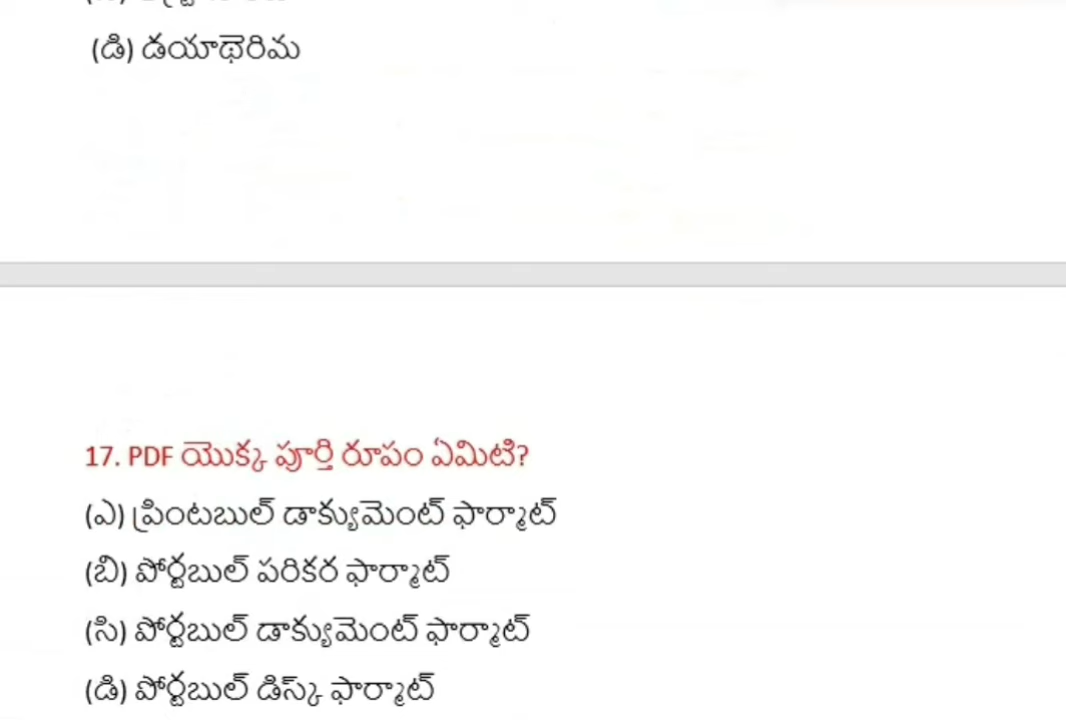 (డి) డయాథెరిమ
17. PDF యొక్క పూర్తి రూపం ఏమిటి?
(ఎ) ప్రింటబుల్ డాక్యుమెంట్ ఫార్మాట్
(బి) పోర్టబుల్ పరికర ఫార్మాట్
(సి) పోర్టబుల్ డాక్యుమెంట్ ఫార్మాట్
(డి) పోర్టబుల్ డిస్క్ ఫార్మాట్